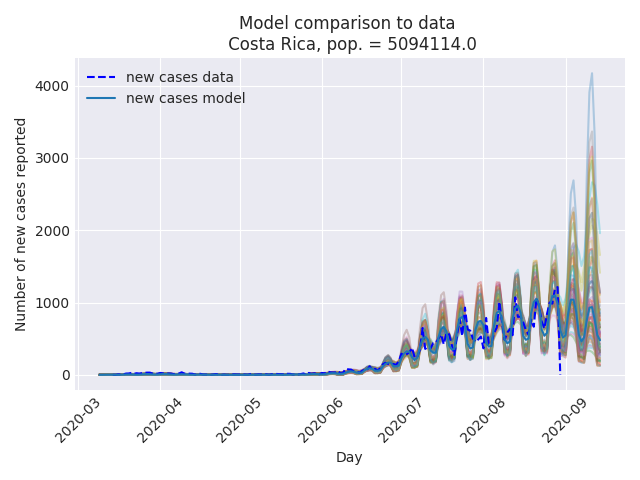 Model comparison to data
Costa Rica, pop. = 5094114.0
new cases data
new cases model
Number of new cases reported
4000
3000
2000
1000
0
2020-03
2020-04
2020-05
2020-06
2020-07
2020-08
2020-09
Day